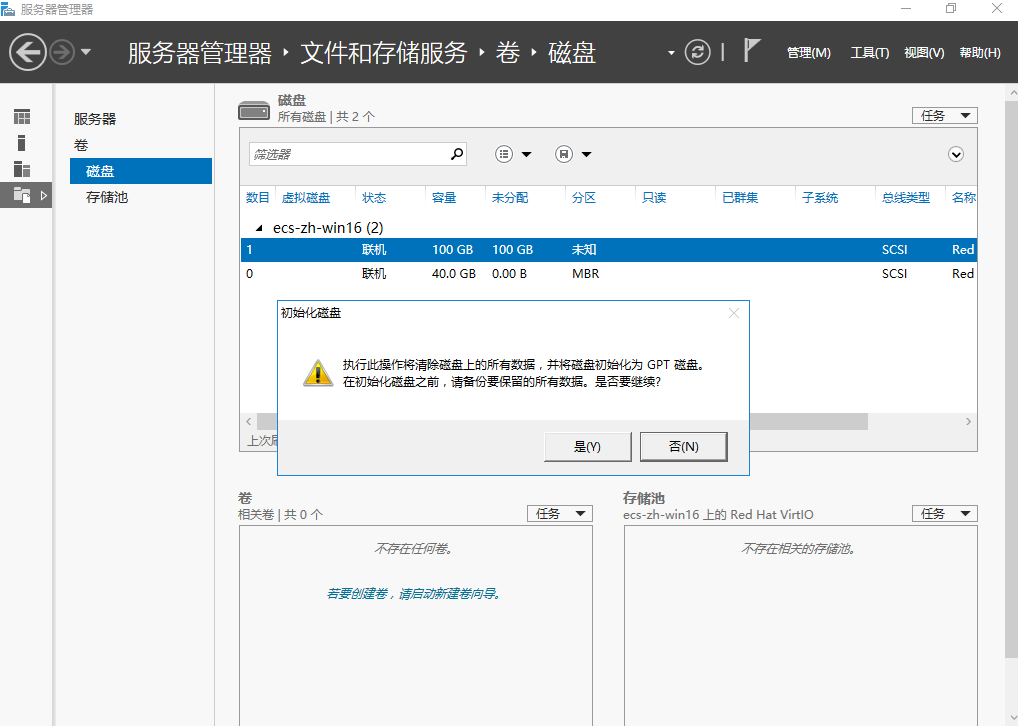 服务器管理器
服务器管理器 文件和存储服务 卷 磁盘
管理(M) 工具(T) 视图(V) 帮助(H)
服务器
卷
磁盘
存储池
磁盘
所有磁盘 | 共 2 个
任务
筛选器
数目 虚拟磁盘 状态 容量 未分配 分区 只读 已群集 子系统 总线类型 名称
ecs-zh-win16 (2)
1 联机 100 GB 100 GB 未知 SCSI Red
0 联机 40.0 GB 0.00 B MBR SCSI Red
初始化磁盘
执行此操作将清除磁盘上的所有数据，并将磁盘初始化为 GPT 磁盘。
在初始化磁盘之前，请备份要保留的所有数据。是否要继续?
是(Y) 否(N)
上次
卷
相关卷 | 共 0 个
任务
不存在任何卷。
若要创建卷，请启动新建卷向导。
存储池
ecs-zh-win16 上的 Red Hat VirtIO
任务
不存在相关的存储池。